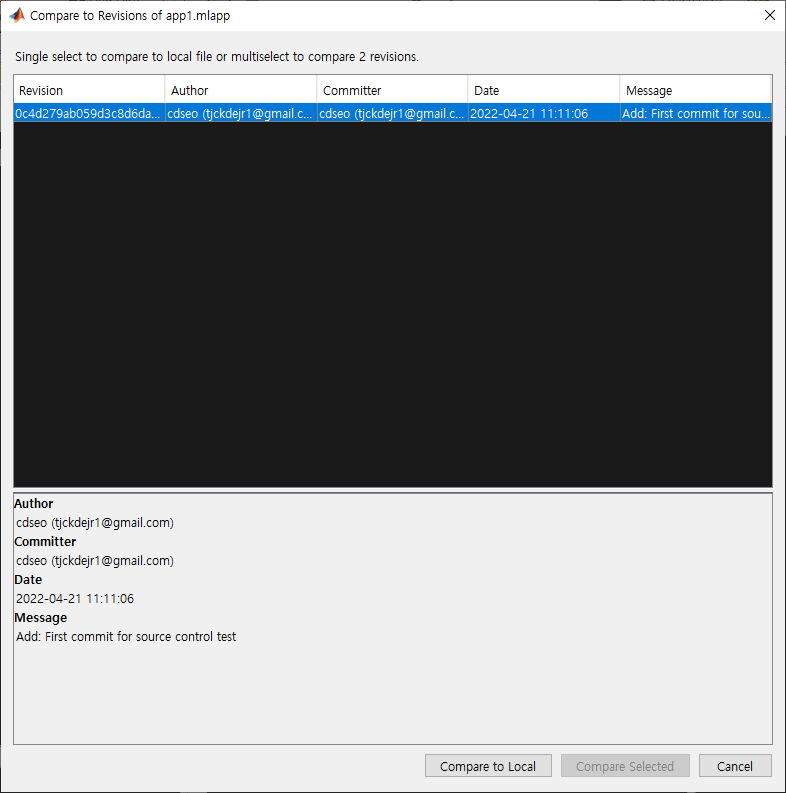 Compare to Revisions of app1.mlapp
Single select to compare to local file or multiselect to compare 2 revisions.
Revision Author Committer Date Message
0c4d279ab059d3c8d6da... cdseo (tjckdejr1@gmail.c... cdseo (tjckdejr1@gmail.c... 2022-04-21 11:11:06 Add: First commit for sou...
Author
cdseo (tjckdejr1@gmail.com)
Committer
cdseo (tjckdejr1@gmail.com)
Date
2022-04-21 11:11:06
Message
Add: First commit for source control test
Compare to Local Compare Selected Cancel